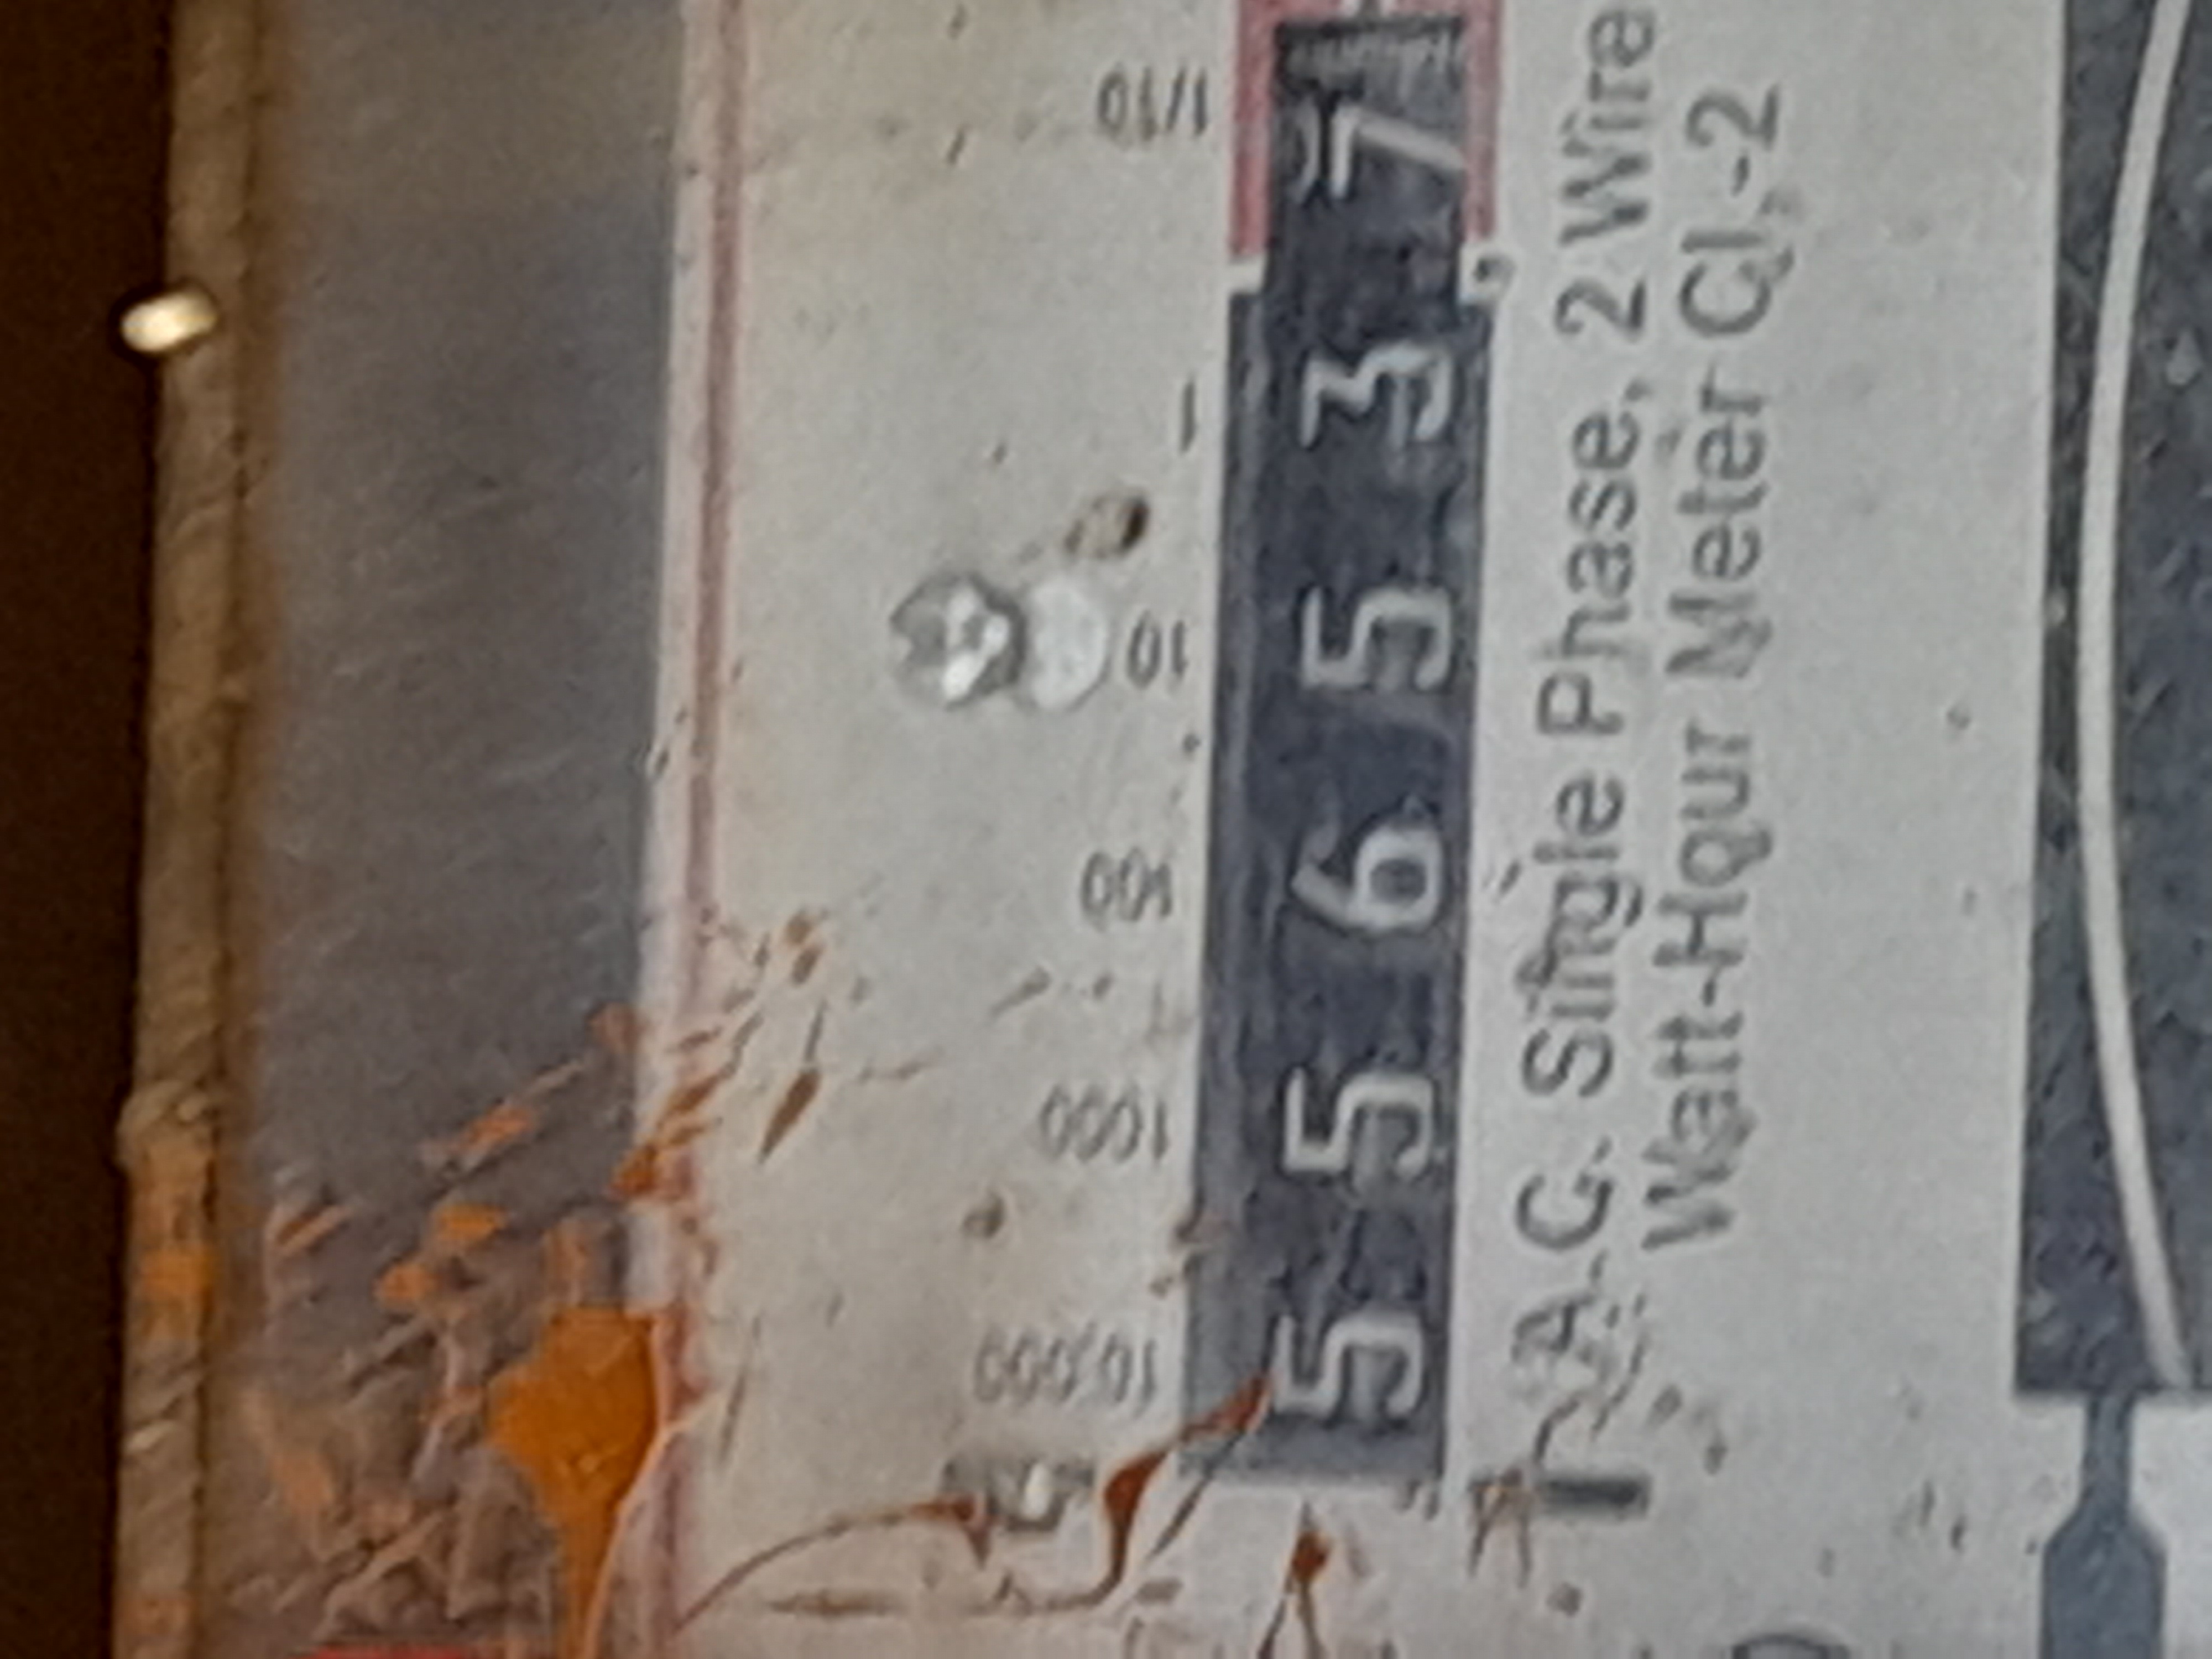 10,000 1000 100 10 1 1/10
5 5 6 5 3 7
A.C. Single Phase, 2 Wire
Watt-Hour Meter Cl,-2